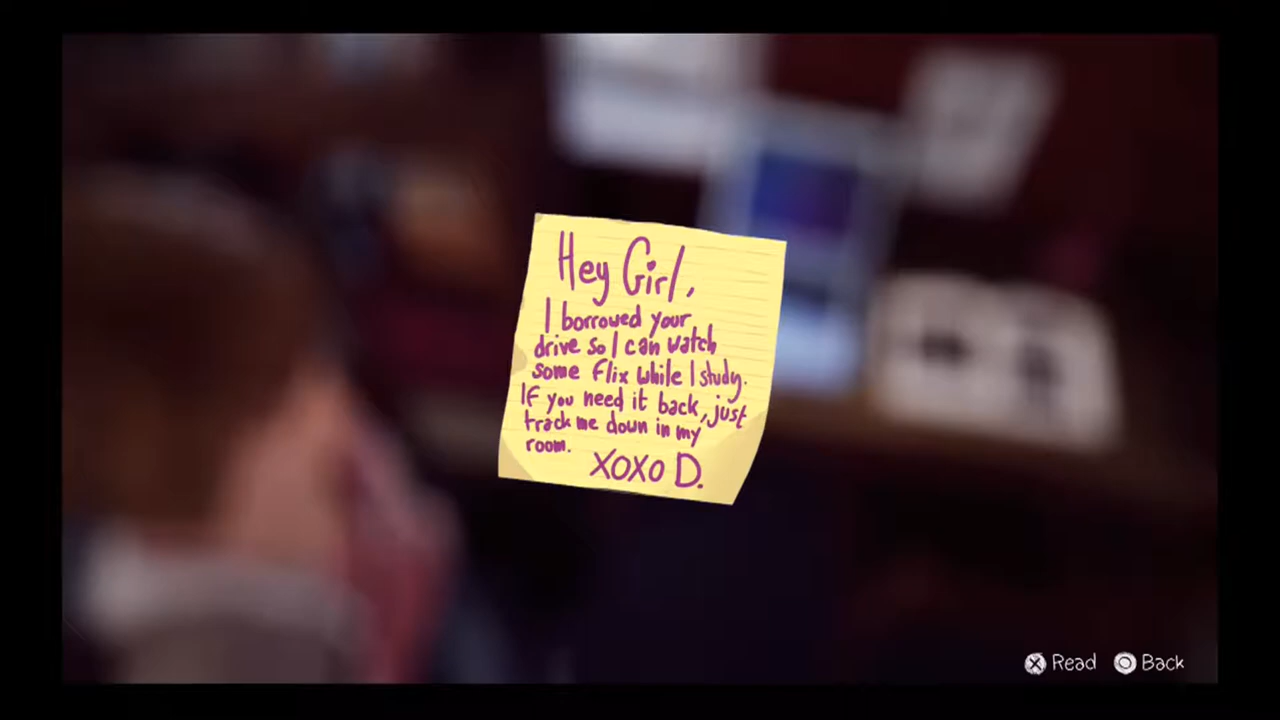 Hey Girl,
I borrowed your
drive so I can watch
some flix while I study.
If you need it back, just
track me down in my
room.
XOXO D.
Read Back